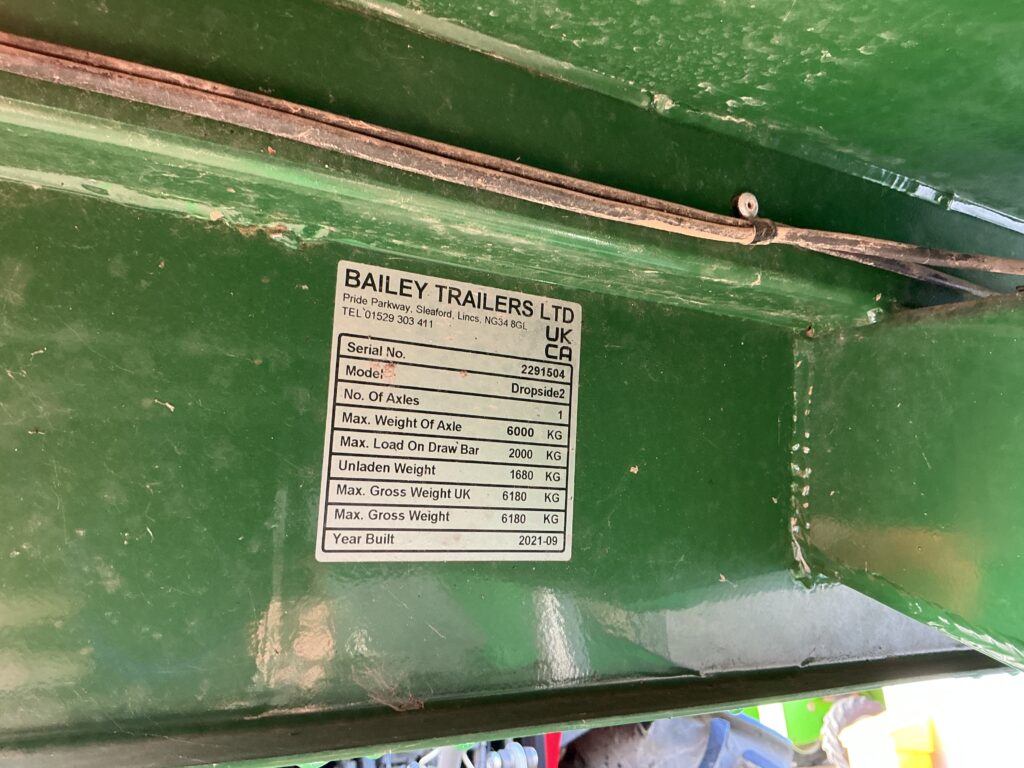 BAILEY TRAILERS LTD
Pride Parkway, Sleaford, Lincs, NG34 8GL
TEL 01529 303 411
UK
CA
Serial No. 2291504
Model Dropside2
No. Of Axles 1
Max. Weight Of Axle 6000 KG
Max. Load On Draw Bar 2000 KG
Unladen Weight 1680 KG
Max. Gross Weight UK 6180 KG
Max. Gross Weight 6180 KG
Year Built 2021-09